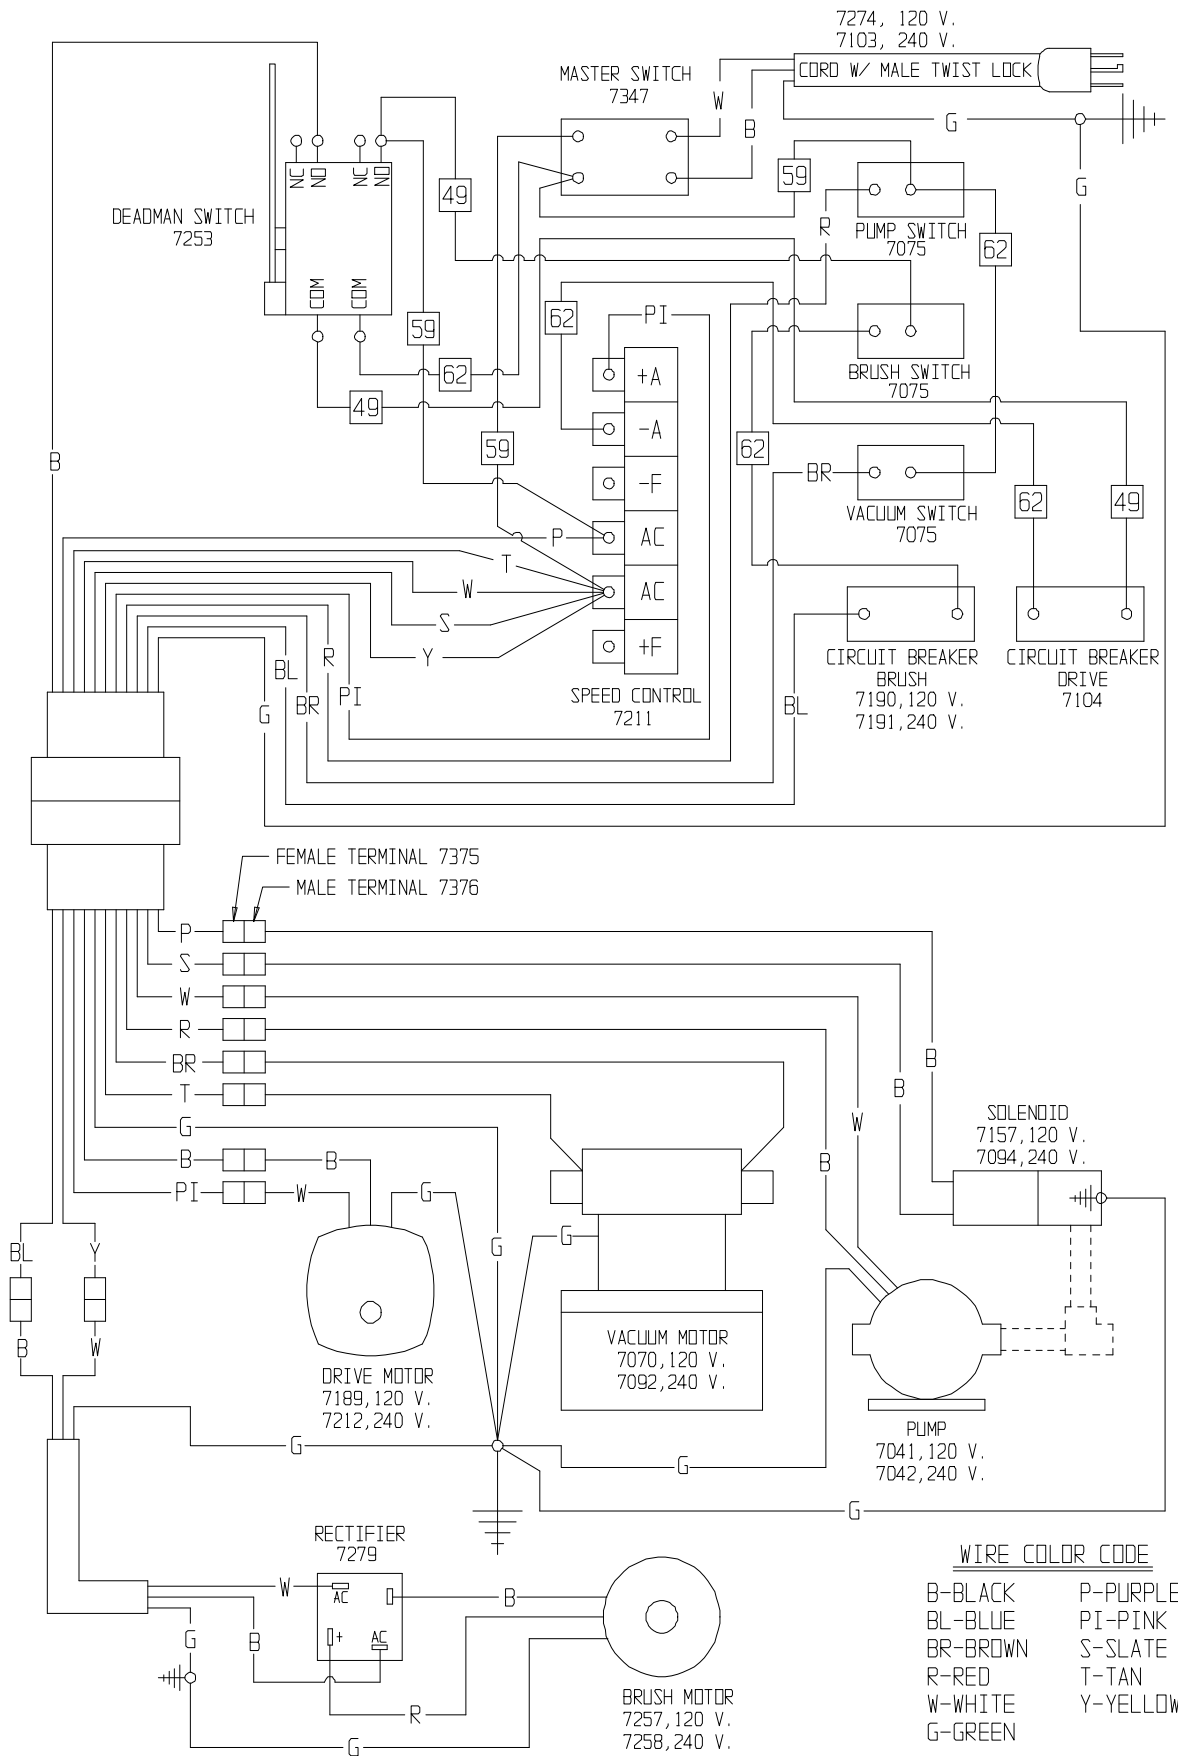 7274, 120 V.
7103, 240 V.
CORD W/ MALE TWIST LOCK
MASTER SWITCH
7347
W
B
G
G
NC
NO
NC
NO
49
59
DEADMAN SWITCH
7253
COM
COM
R
PUMP SWITCH
7075
62
59
62
PI
62
49
+A
BRUSH SWITCH
7075
-A
59
62
B
-F
BR
VACUUM SWITCH
7075
62
49
P
AC
T
W
AC
S
Y
+F
SPEED CONTROL
7211
CIRCUIT BREAKER
BRUSH
7190,120 V.
7191,240 V.
CIRCUIT BREAKER
DRIVE
7104
R
BL
PI
BR
G
BL
FEMALE TERMINAL 7375
MALE TERMINAL 7376
P
S
W
R
BR
T
G
B
B
PI
W
G
B
B
W
B
SOLENOID
7157,120 V.
7094,240 V.
G
G
BL
Y
B
W
DRIVE MOTOR
7189,120 V.
7212,240 V.
VACUUM MOTOR
7070,120 V.
7092,240 V.
PUMP
7041,120 V.
7042,240 V.
G
G
G
RECTIFIER
7279
W
AC
B
+
AC
G
B
R
G
BRUSH MOTOR
7257,120 V.
7258,240 V.
WIRE COLOR CODE
B-BLACK P-PURPLE
BL-BLUE PI-PINK
BR-BROWN S-SLATE
R-RED T-TAN
W-WHITE Y-YELLOW
G-GREEN